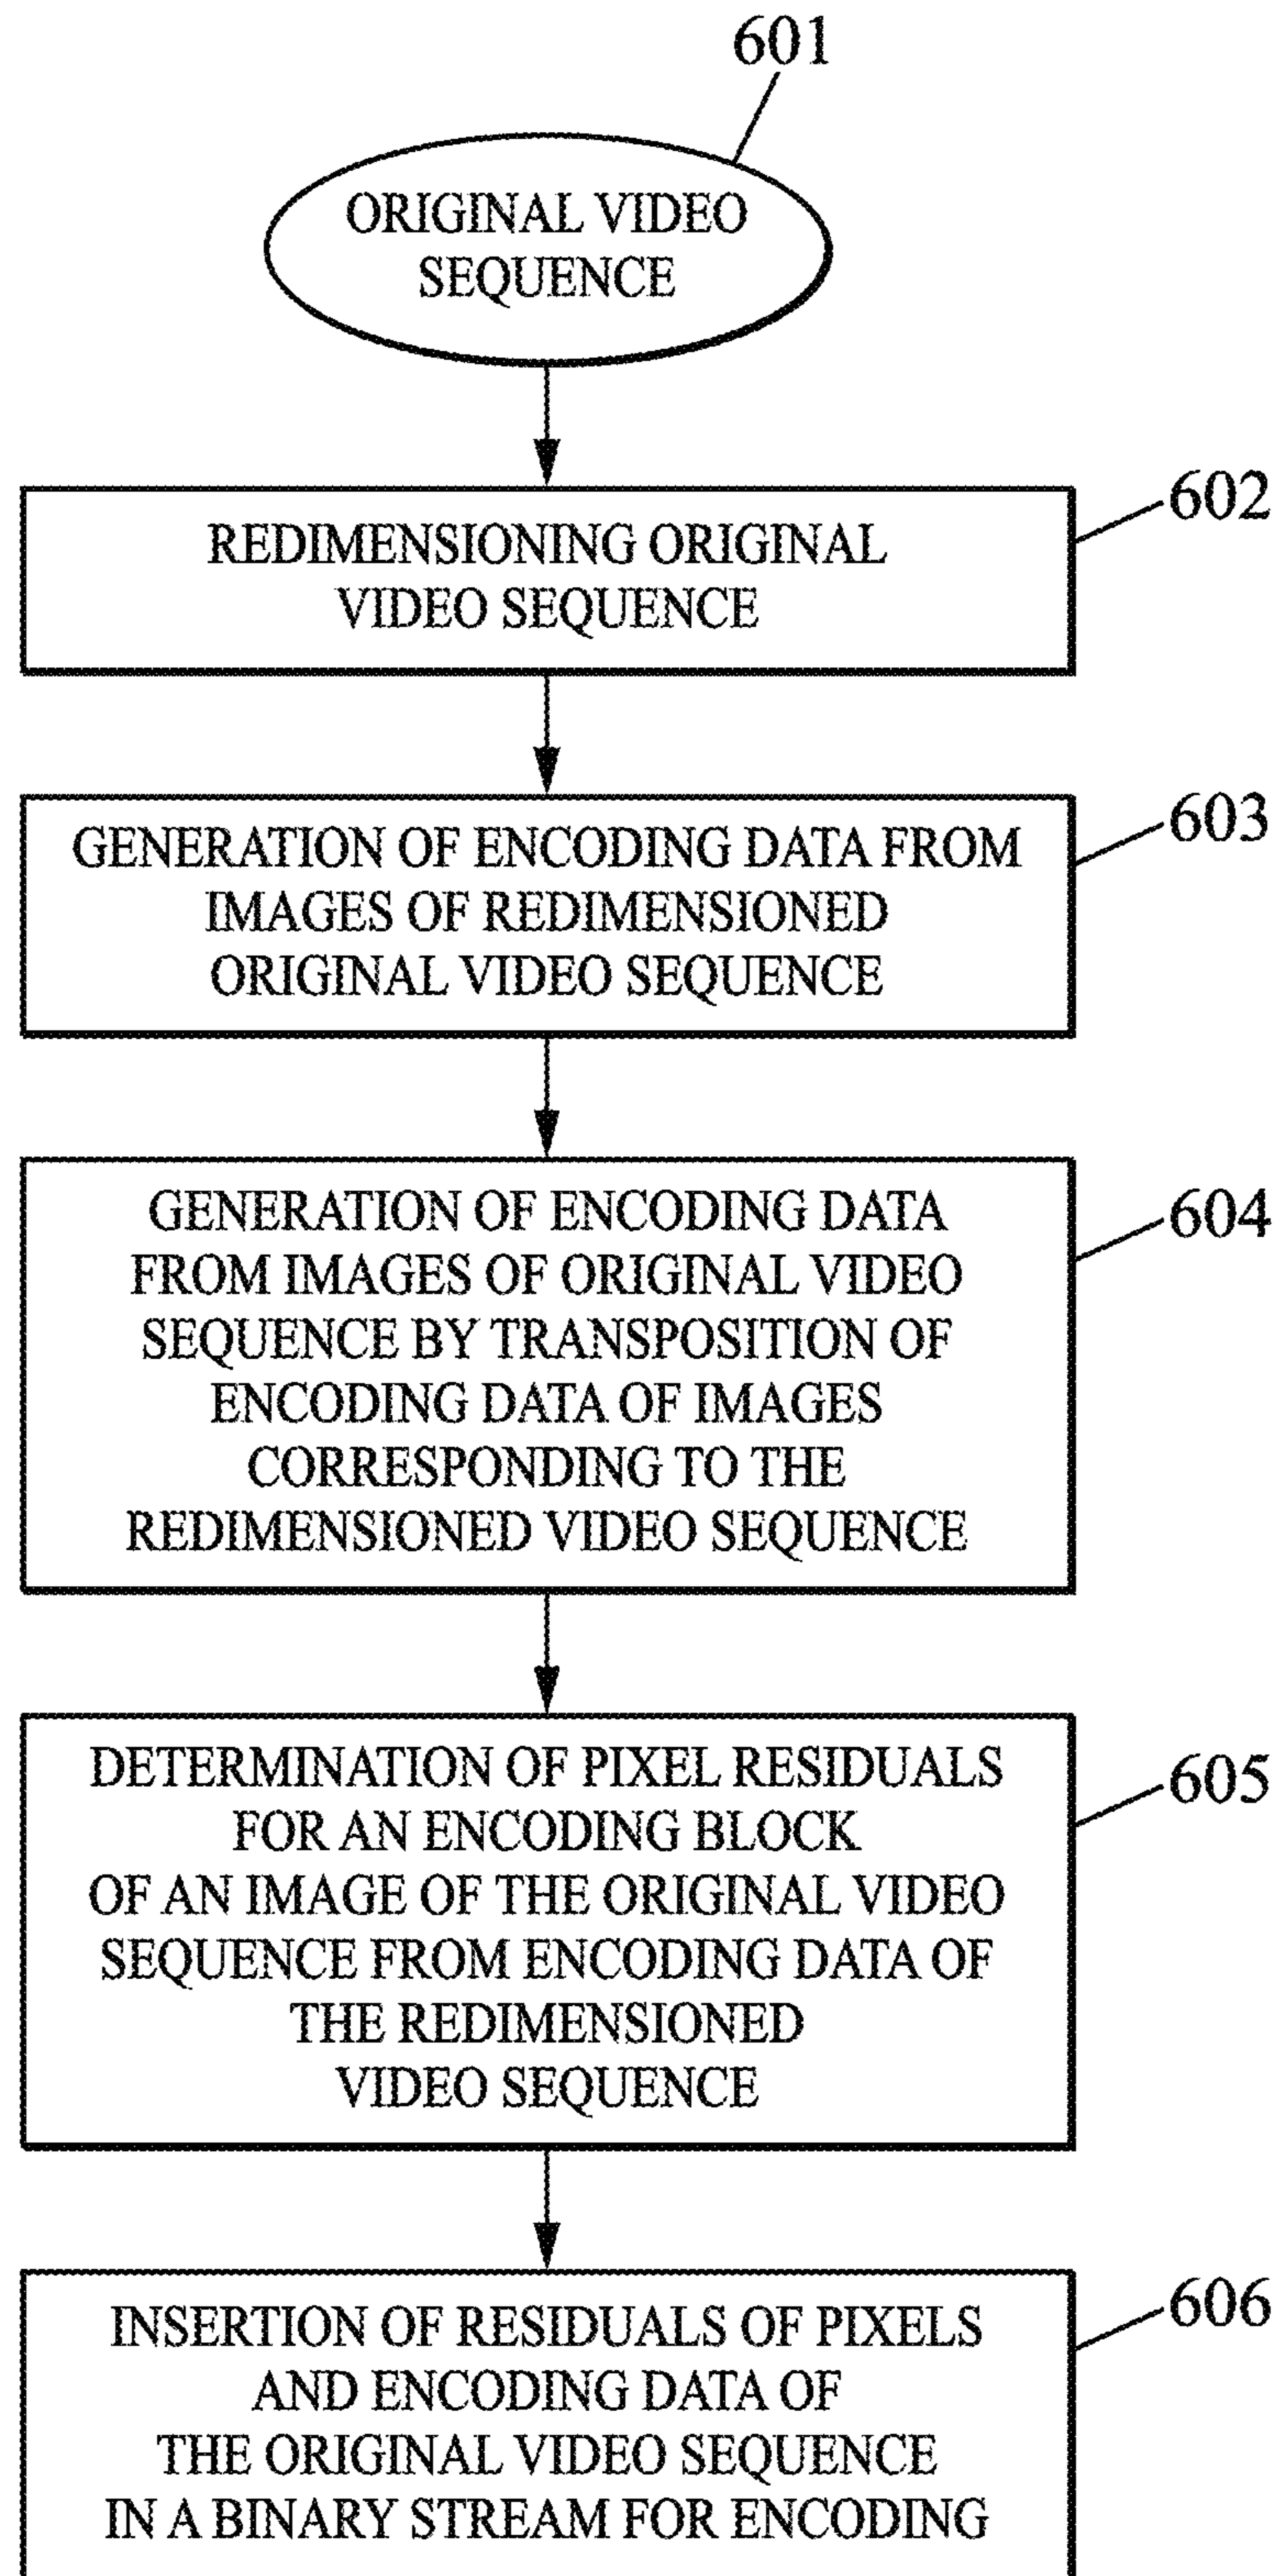 601
ORIGINAL VIDEO
SEQUENCE
602
REDIMENSIONING ORIGINAL
VIDEO SEQUENCE
603
GENERATION OF ENCODING DATA FROM
IMAGES OF REDIMENSIONED
ORIGINAL VIDEO SEQUENCE
604
GENERATION OF ENCODING DATA
FROM IMAGES OF ORIGINAL VIDEO
SEQUENCE BY TRANSPOSITION OF
ENCODING DATA OF IMAGES
CORRESPONDING TO THE
REDIMENSIONED VIDEO SEQUENCE
605
DETERMINATION OF PIXEL RESIDUALS
FOR AN ENCODING BLOCK
OF AN IMAGE OF THE ORIGINAL VIDEO
SEQUENCE FROM ENCODING DATA OF
THE REDIMENSIONED
VIDEO SEQUENCE
606
INSERTION OF RESIDUALS OF PIXELS
AND ENCODING DATA OF
THE ORIGINAL VIDEO SEQUENCE
IN A BINARY STREAM FOR ENCODING